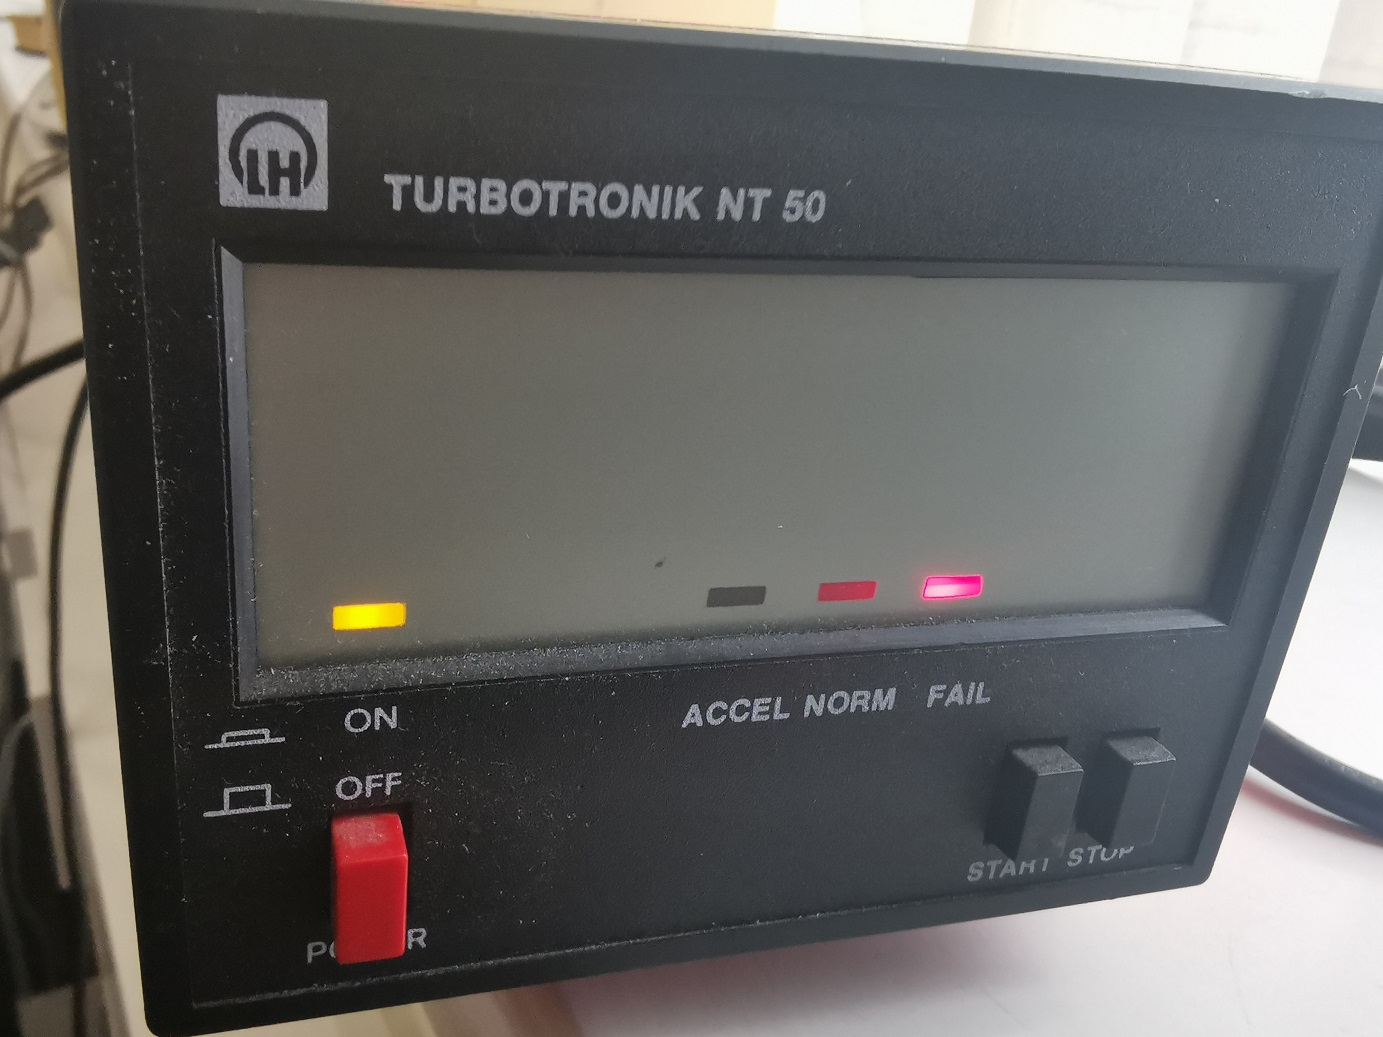 LH
TURBOTRONIK NT 50
ON
ACCEL NORM FAIL
OFF
START STOP